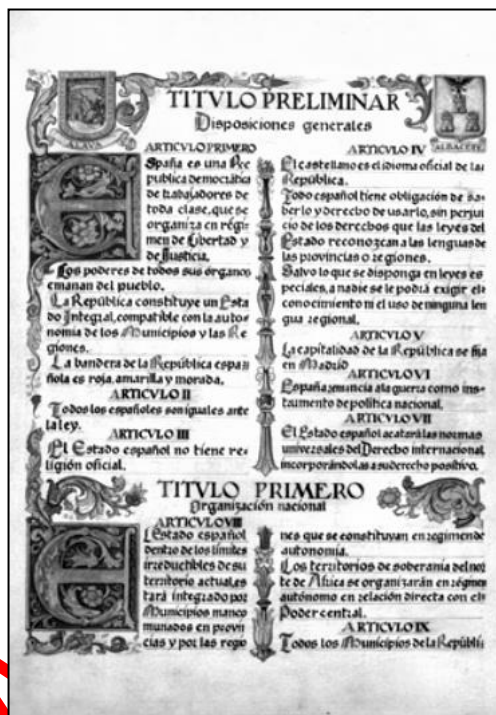 TITVLO PRELIMINAR
Disposiciones generales
ALAVA
ALBACETE
ARTICVLO PRIMERO
España es una Re
publica democrática
de trabajadores de
toda clase, que se
organiza en régi
men de Libertad y
de Justicia.
Los poderes de todos sus órganos
emanan del pueblo.
La República constituye un Esta
do Integral, compatible con la auto
nomía de los Municipios y las Re
giones.
La bandera de la República espa
ñola es roja, amarilla y morada.
ARTICVLO II
Todos los españoles son iguales ante
la ley.
ARTICVLO III
El Estado español no tiene re
ligión oficial.
ARTICVLO IV
El castellano es el idioma oficial de la
República.
Todo español tiene obligación de sa
berlo y derecho de usarlo, sin perjui
cio de los derechos que las leyes del
Estado reconozcan a las lenguas de
las provincias o regiones.
Salvo lo que se disponga en leyes es
peciales, a nadie se le podrá exigir el
conocimiento ni el uso de ninguna len
gua regional.
ARTICVLO V
La capitalidad de la República se fija
en Madrid
ARTICVLO VI
España renuncia a la guerra como ins
trumento de política nacional.
ARTICVLO VII
El Estado español acatará las normas
universales del Derecho internacional
incorporándolas a su derecho positivo.
TITVLO PRIMERO
Organización nacional
ARTICVLO VIII
El Estado español
dentro de los límites
irreductibles de su
territorio actual es
tará integrado por
Municipios manco
munados en provin
cias y por las regio
nes que se constituyan en regimen de
autonomía.
Los territorios de soberanía del nor
te de África se organizarán en régimen
autónomo en relación directa con el
Poder central.
ARTICVLO IX
Todos los Municipios de la Repúbli